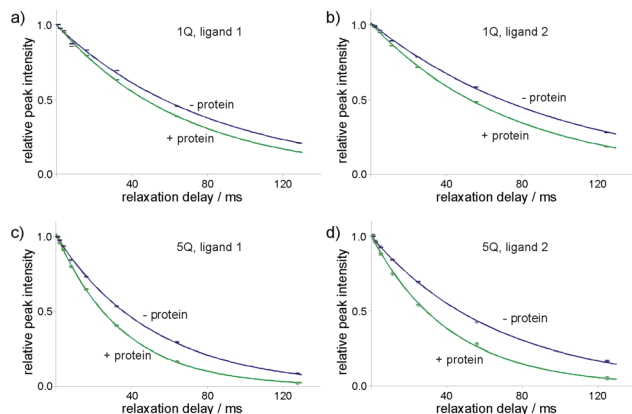 a)
1Q, ligand 1
relative peak intensity
1.0
0.5
0.0
- protein
+ protein
40
80
120
relaxation delay / ms
b)
1Q, ligand 2
relative peak intensity
1.0
0.5
0.0
- protein
+ protein
40
80
120
relaxation delay / ms
c)
5Q, ligand 1
relative peak intensity
1.0
0.5
0.0
- protein
+ protein
40
80
120
relaxation delay / ms
d)
5Q, ligand 2
relative peak intensity
1.0
0.5
0.0
- protein
+ protein
40
80
120
relaxation delay / ms